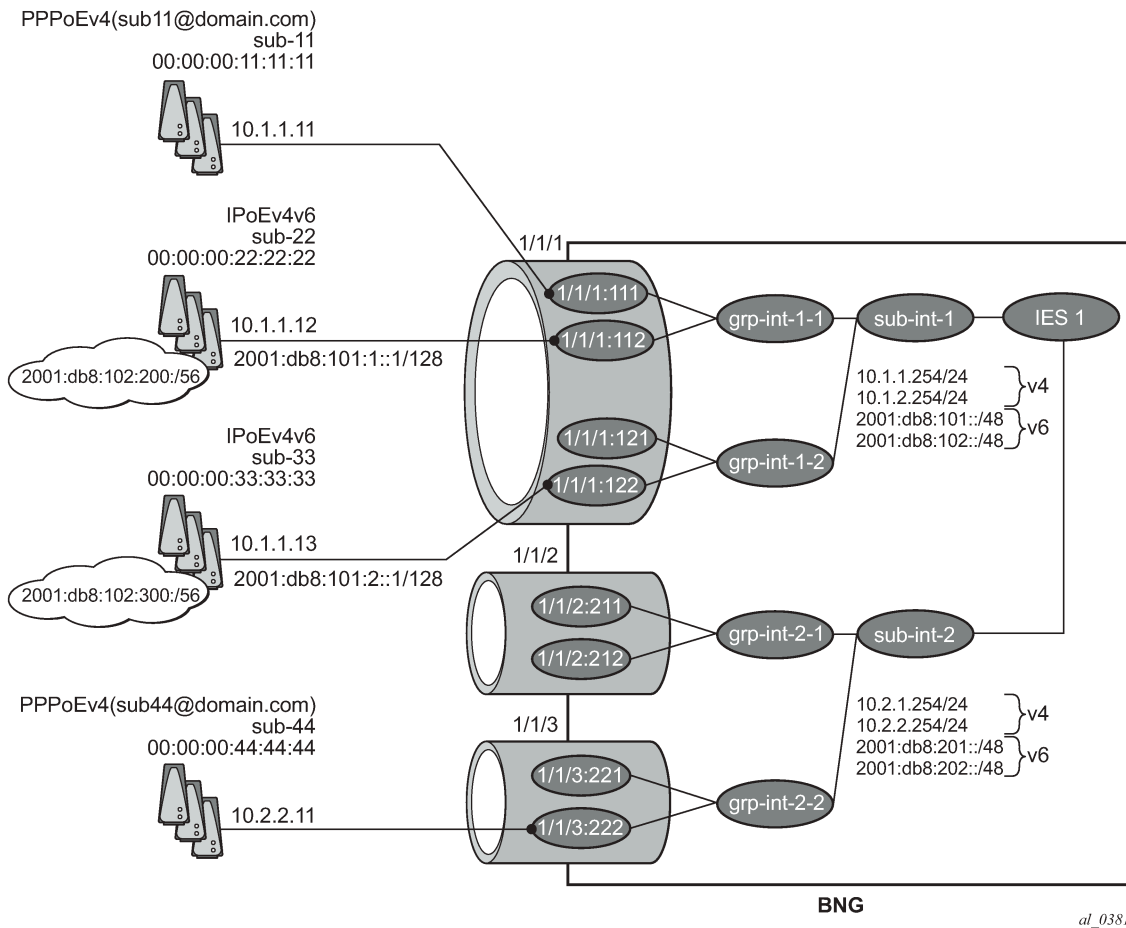 PPPoEv4(sub11@domain.com)
sub-11
00:00:00:11:11:11
10.1.1.11
IPoEv4v6
sub-22
00:00:00:22:22:22
10.1.1.12
2001:db8:101:1::1/128
2001:db8:102:200:/56
IPoEv4v6
sub-33
00:00:00:33:33:33
10.1.1.13
2001:db8:101:2::1/128
2001:db8:102:300:/56
PPPoEv4(sub44@domain.com)
sub-44
00:00:00:44:44:44
10.2.2.11
1/1/1
1/1/1:111
1/1/1:112
1/1/1:121
1/1/1:122
1/1/2
1/1/2:211
1/1/2:212
1/1/3
1/1/3:221
1/1/3:222
grp-int-1-1
grp-int-1-2
grp-int-2-1
grp-int-2-2
sub-int-1
IES 1
10.1.1.254/24
10.1.2.254/24
v4
2001:db8:101::/48
2001:db8:102::/48
v6
sub-int-2
10.2.1.254/24
10.2.2.254/24
v4
2001:db8:201::/48
2001:db8:202::/48
v6
BNG
al_0381